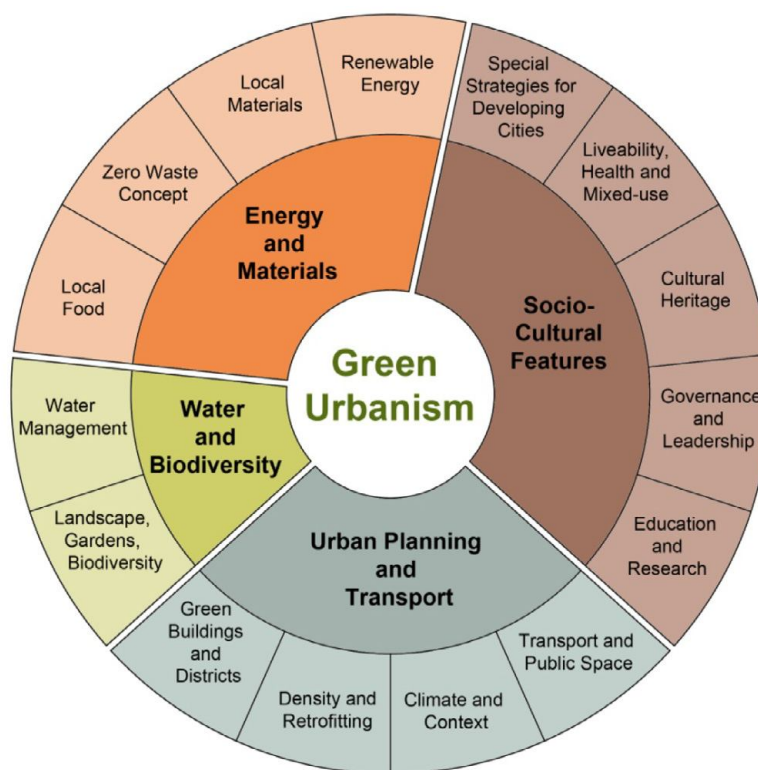 Green
Urbanism
Energy
and
Materials
Local
Food
Zero Waste
Concept
Local
Materials
Renewable
Energy
Socio-
Cultural
Features
Special
Strategies for
Developing
Cities
Liveability,
Health and
Mixed-use
Cultural
Heritage
Governance
and
Leadership
Education
and
Research
Urban Planning
and
Transport
Transport and
Public Space
Climate and
Context
Density and
Retrofitting
Green
Buildings
and
Districts
Water
and
Biodiversity
Landscape,
Gardens,
Biodiversity
Water
Management